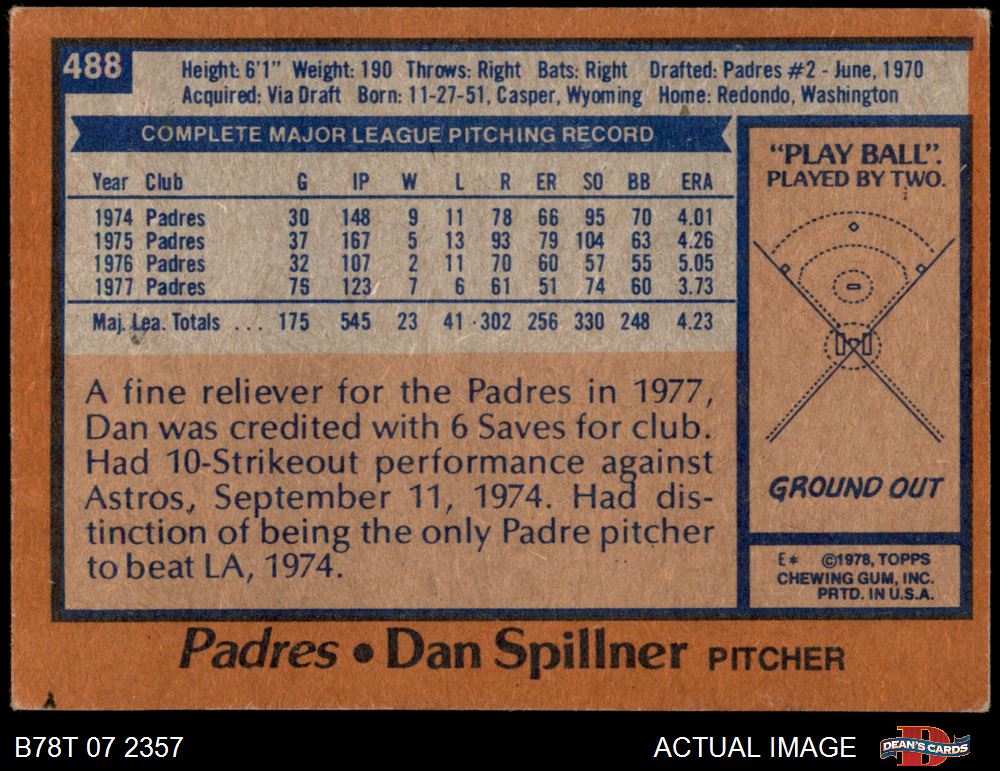 488
Height: 6'1" Weight: 190 Throws: Right Bats: Right Drafted: Padres #2 - June, 1970
Acquired: Via Draft Born: 11-27-51, Casper, Wyoming Home: Redondo, Washington
COMPLETE MAJOR LEAGUE PITCHING RECORD
Year Club G IP W L R ER SO BB ERA
1974 Padres 30 148 9 11 78 66 95 70 4.01
1975 Padres 37 167 5 13 93 79 104 63 4.26
1976 Padres 32 107 2 11 70 60 57 55 5.05
1977 Padres 76 123 7 6 61 51 74 60 3.73
Maj. Lea. Totals ... 175 545 23 41 302 256 330 248 4.23
A fine reliever for the Padres in 1977,
Dan was credited with 6 Saves for club.
Had 10-Strikeout performance against
Astros, September 11, 1974. Had dis-
tinction of being the only Padre pitcher
to beat LA, 1974.
"PLAY BALL".
PLAYED BY TWO.
GROUND OUT
E* ©1978, TOPPS
CHEWING GUM, INC.
PRTD. IN U.S.A.
Padres • Dan Spillner PITCHER
B78T 07 2357
ACTUAL IMAGE
DEAN'S CARDS